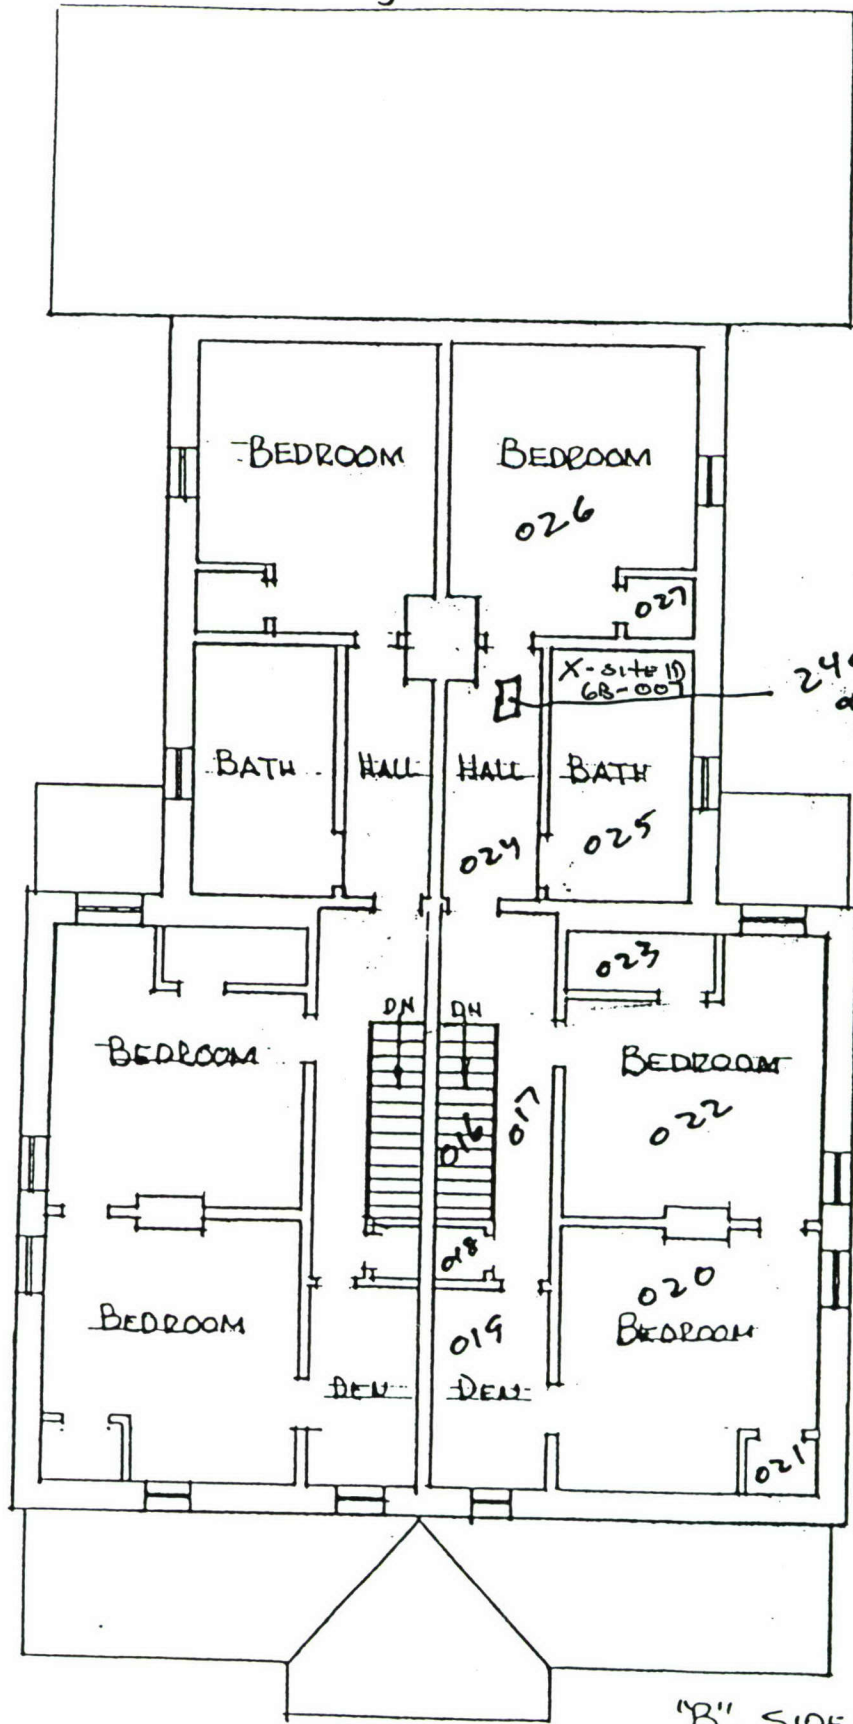 BEDROOM BEDROOM
026
027
X-site ID
6B-007
BATH HALL HALL BATH
024 025
023
DN DN
BEDROOM BEDROOM
017
016 022
018
020
BEDROOM 019 BEDROOM
DEN DEN
021
"B" SIDE